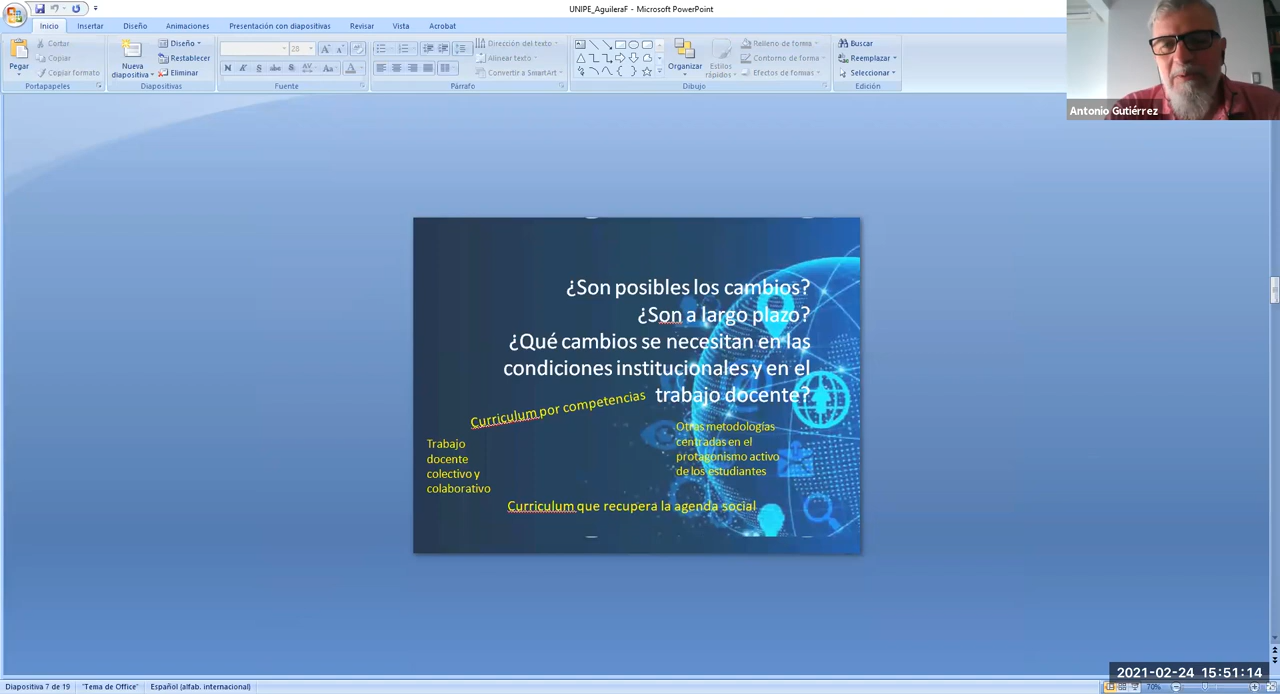 UNIPE_AguileraF - Microsoft PowerPoint
Inicio
Insertar
Diseño
Animaciones
Presentación con diapositivas
Revisar
Vista
Acrobat
Pegar
Cortar
Copiar
Copiar formato
Portapapeles
Nueva
diapositiva
Diseño
Restablecer
Eliminar
Diapositivas
28
N K S abc S AV Aa A
Fuente
Dirección del texto
Alinear texto
Convertir a SmartArt
Párrafo
Organizar
Estilos
rápidos
Relleno de forma
Contorno de forma
Efectos de formas
Dibujo
Buscar
Reemplazar
Seleccionar
Edición
Antonio Gutiérrez
¿Son posibles los cambios?
¿Son a largo plazo?
¿Qué cambios se necesitan en las
condiciones institucionales y en el
trabajo docente?
Curriculum por competencias
Trabajo
docente
colectivo y
colaborativo
Otras metodologías
centradas en el
protagonismo activo
de los estudiantes
Curriculum que recupera la agenda social
2021-02-24 15:51:14
Diapositiva 7 de 19
"Tema de Office"
Español (alfab. internacional)
70%